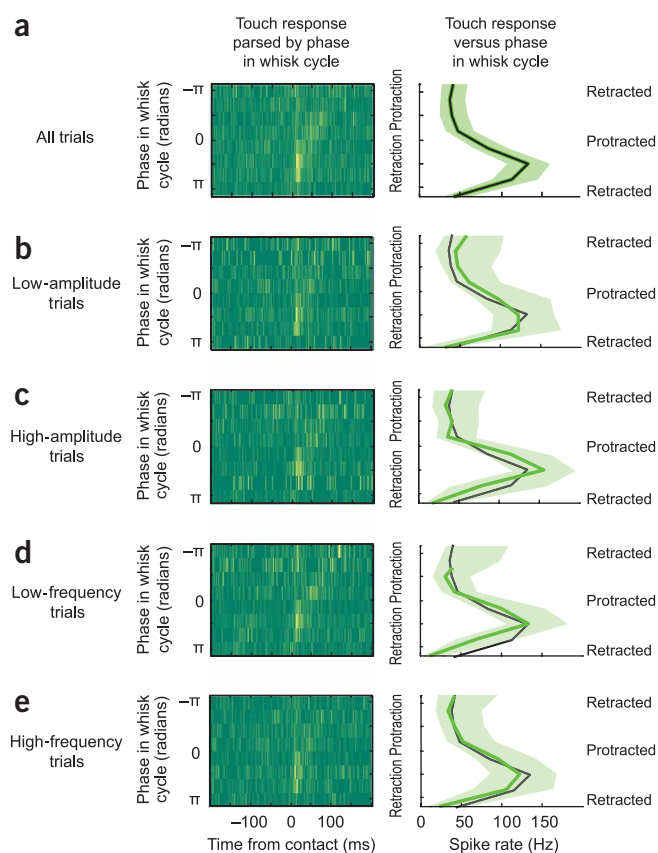 Touch response
parsed by phase
in whisk cycle
Touch response
versus phase
in whisk cycle
a
All trials
Phase in whisk
cycle (radians)
−π
0
π
Retraction Protraction
Retracted
Protracted
Retracted
b
Low-amplitude
trials
Phase in whisk
cycle (radians)
−π
0
π
Retraction Protraction
Retracted
Protracted
Retracted
c
High-amplitude
trials
Phase in whisk
cycle (radians)
−π
0
π
Retraction Protraction
Retracted
Protracted
Retracted
d
Low-frequency
trials
Phase in whisk
cycle (radians)
−π
0
π
Retraction Protraction
Retracted
Protracted
Retracted
e
High-frequency
trials
Phase in whisk
cycle (radians)
−π
0
π
Retraction Protraction
Retracted
Protracted
Retracted
−100 0 100
Time from contact (ms)
0 50 100 150
Spike rate (Hz)